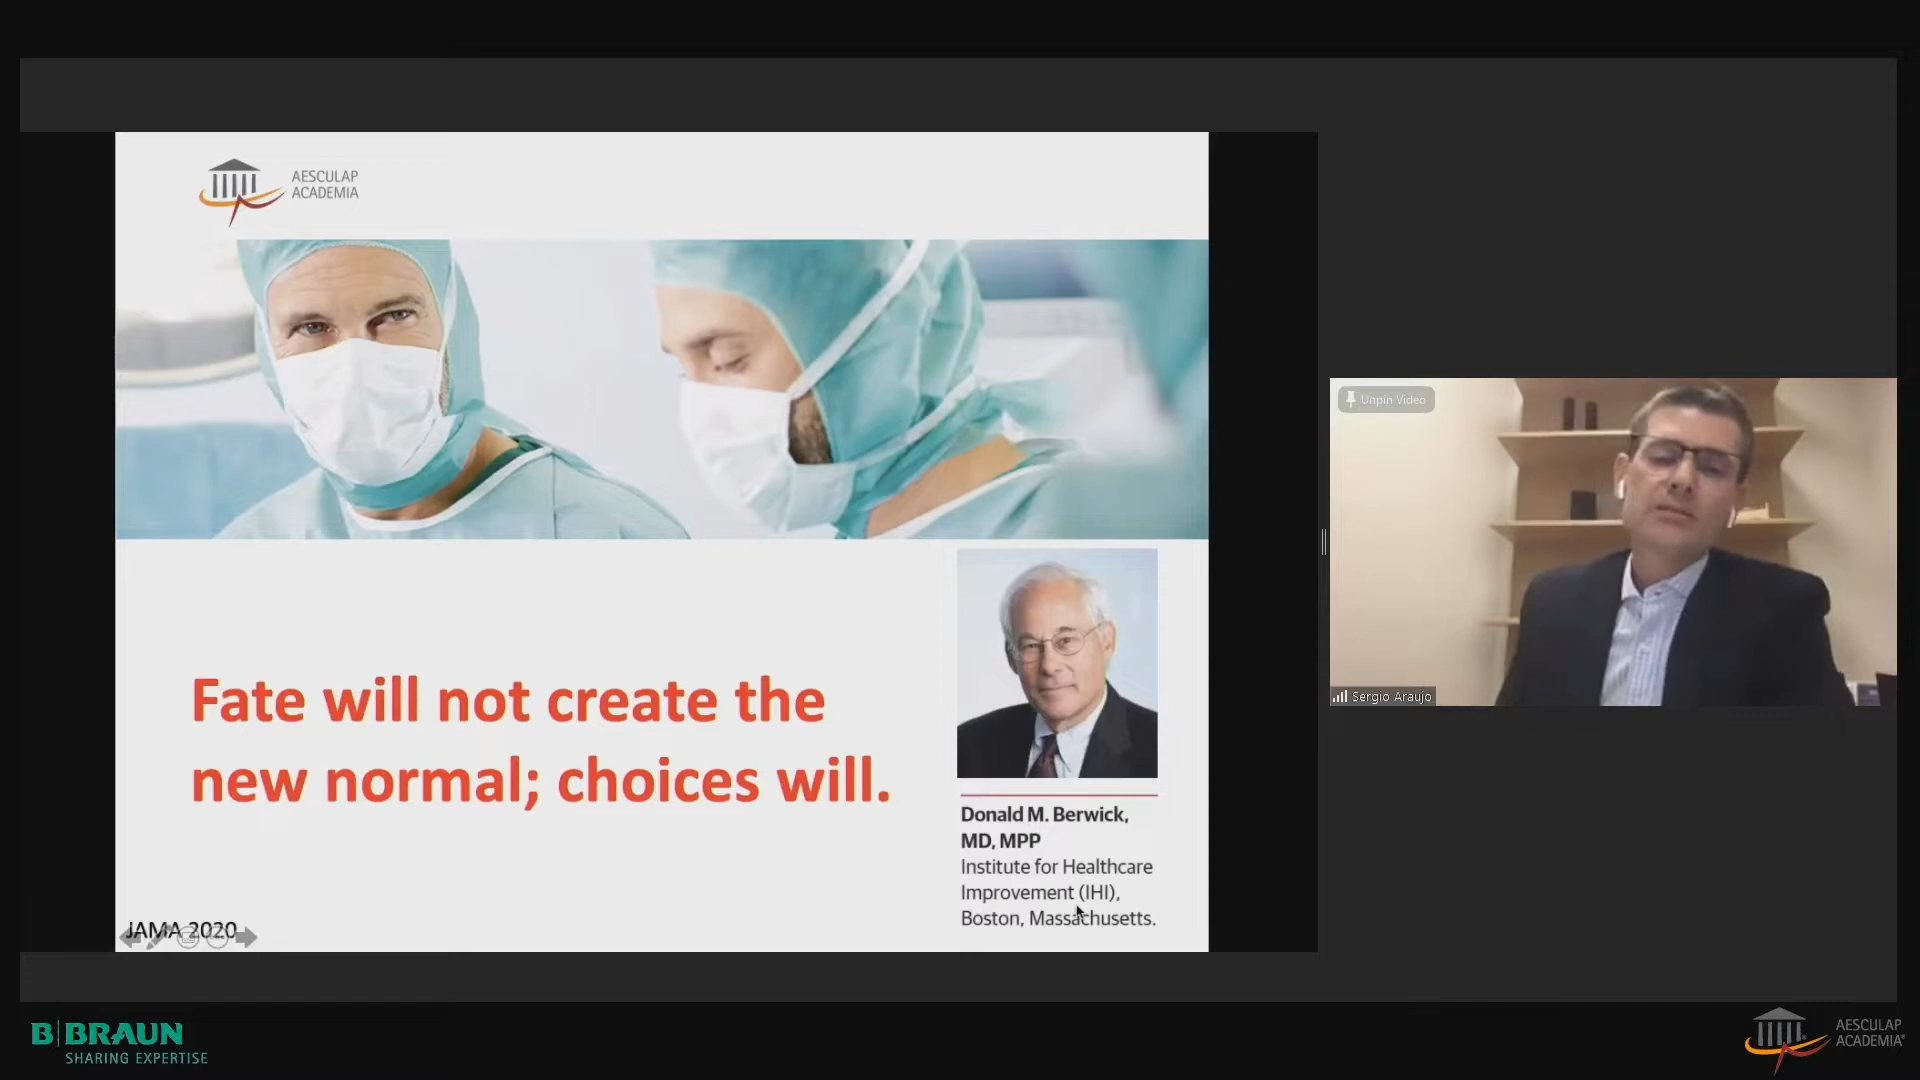 AESCULAP
ACADEMIA
Fate will not create the
new normal; choices will.
Donald M. Berwick,
MD, MPP
Institute for Healthcare
Improvement (IHI),
Boston, Massachusetts.
JAMA 2020
Unpin Video
Sergio Araujo
B|BRAUN
SHARING EXPERTISE
AESCULAP
ACADEMIA®